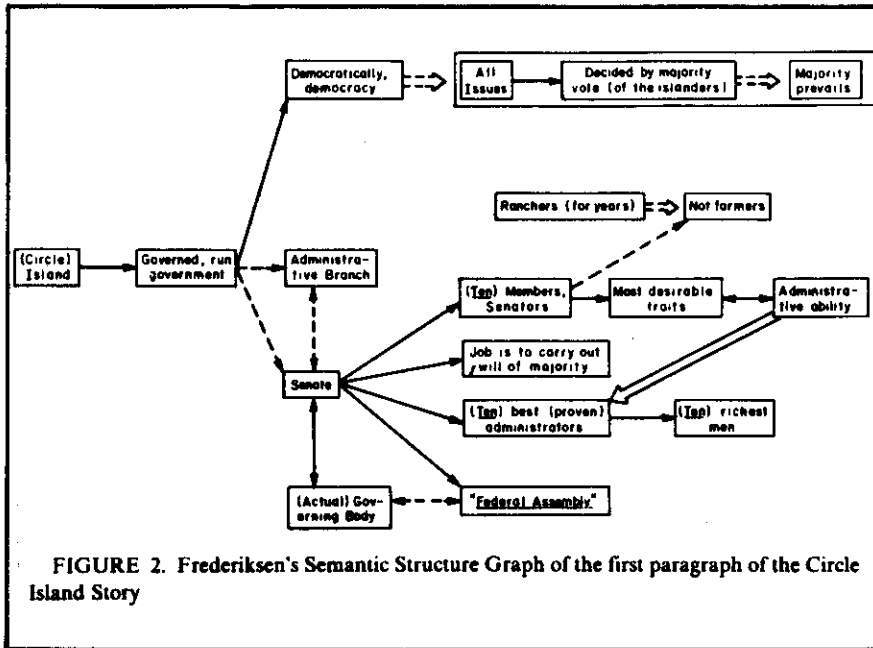 Democratically,
democracy
All
Issues
Decided by majority
vote (of the islanders)
Majority
prevails
Ranchers (for years)
Not farmers
(Circle)
Island
Governed, run
government
Administra-
tive Branch
(Ten) Members,
Senators
Most desirable
traits
Administra-
tive ability
Job is to carry out
will of majority
Senate
(Ten) best (proven)
administrators
(Ten) richest
men
(Actual) Gov-
erning Body
"Federal Assembly"
FIGURE 2. Frederiksen's Semantic Structure Graph of the first paragraph of the Circle
Island Story